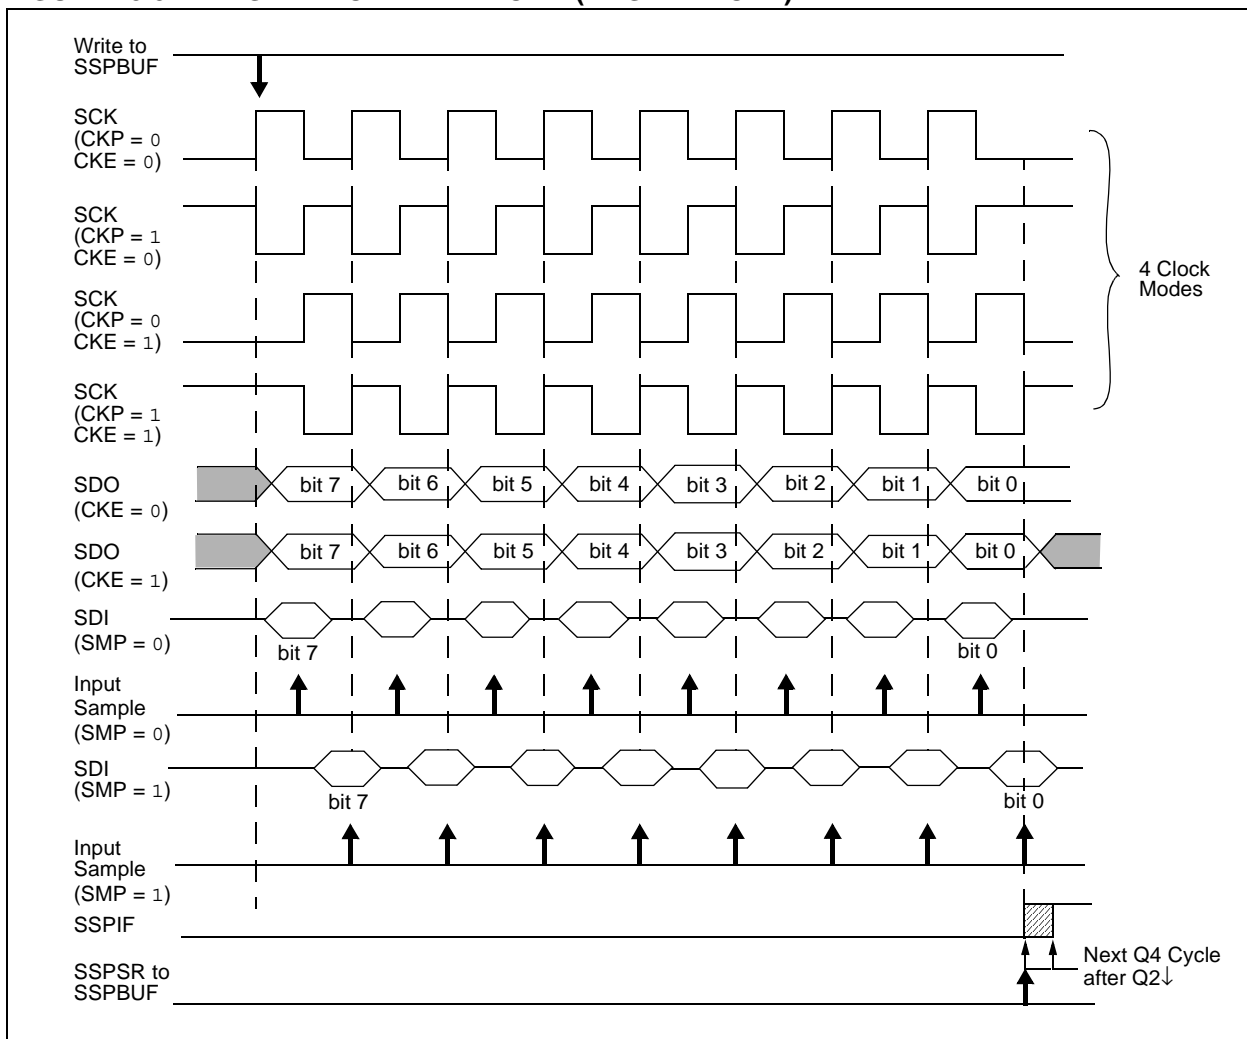 Write to
SSPBUF
SCK
(CKP = 0
CKE = 0)
SCK
(CKP = 1
CKE = 0)
SCK
(CKP = 0
CKE = 1)
SCK
(CKP = 1
CKE = 1)
4 Clock
Modes
SDO
(CKE = 0)
bit 7 bit 6 bit 5 bit 4 bit 3 bit 2 bit 1 bit 0
SDO
(CKE = 1)
bit 7 bit 6 bit 5 bit 4 bit 3 bit 2 bit 1 bit 0
SDI
(SMP = 0)
bit 7 bit 0
Input
Sample
(SMP = 0)
SDI
(SMP = 1)
bit 7 bit 0
Input
Sample
(SMP = 1)
SSPIF
SSPSR to
SSPBUF
Next Q4 Cycle
after Q2↓